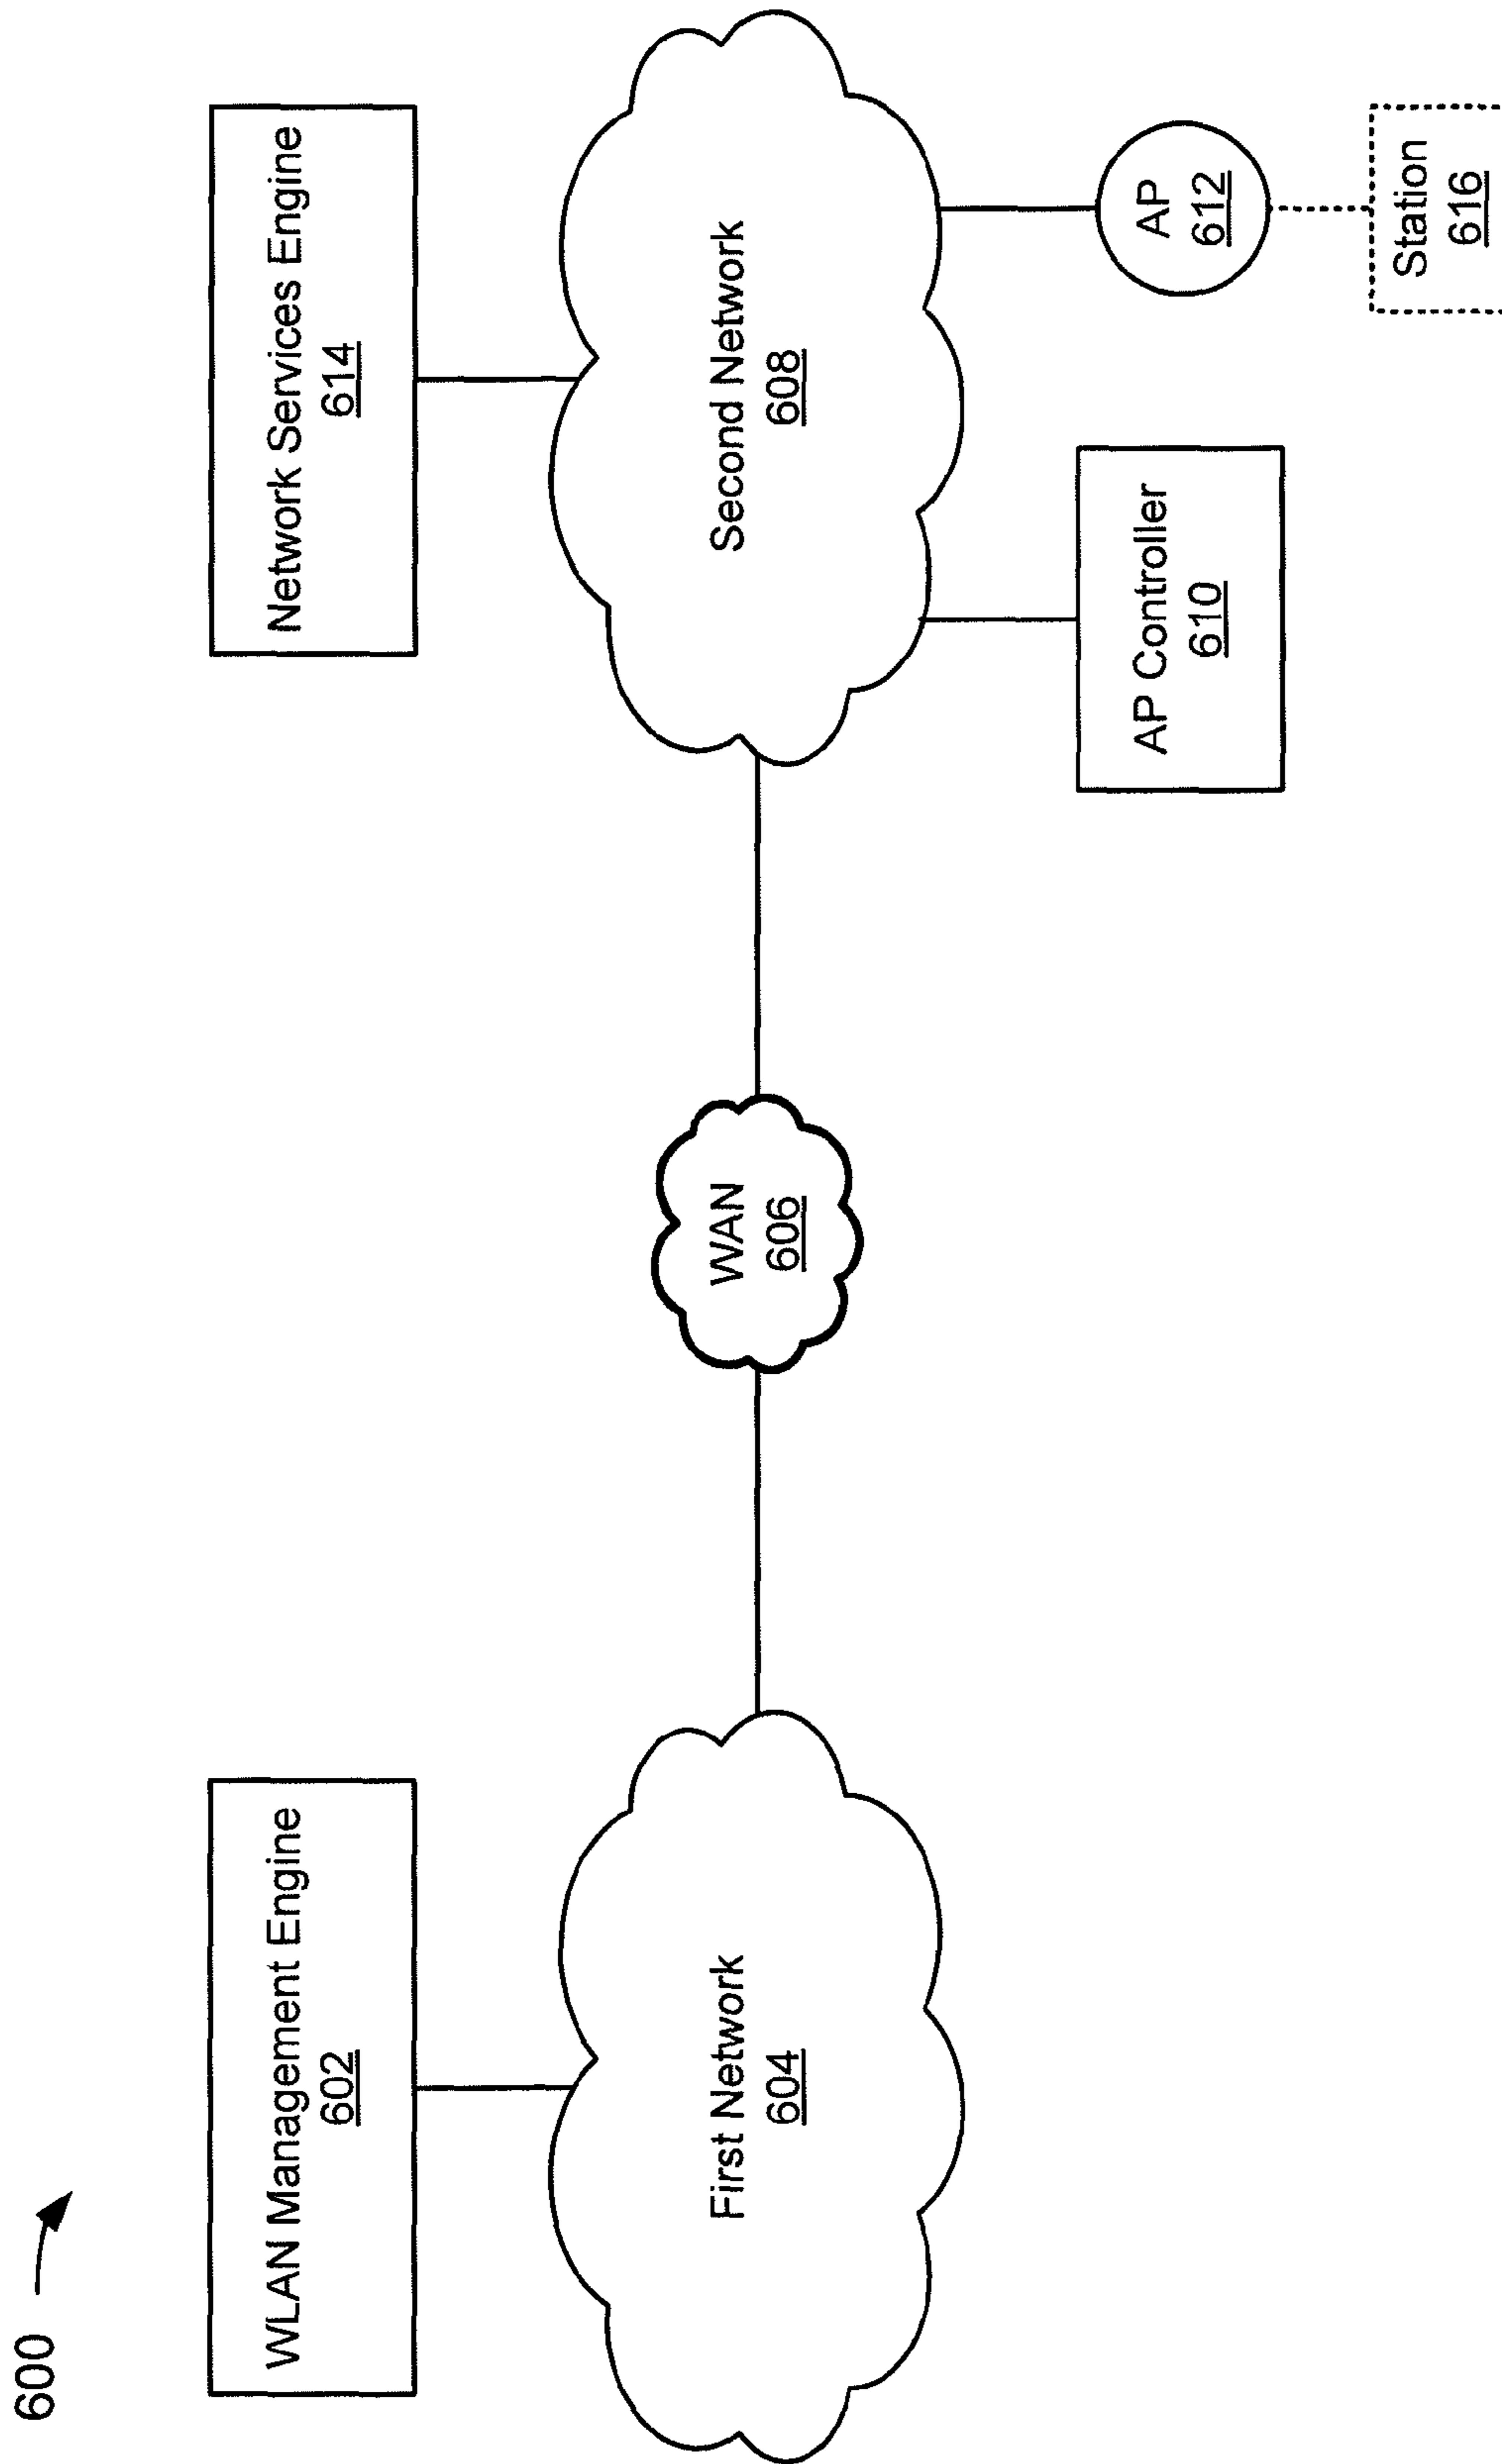 600
WLAN Management Engine
602
Network Services Engine
614
First Network
604
WAN
606
Second Network
608
AP Controller
610
AP
612
Station
616